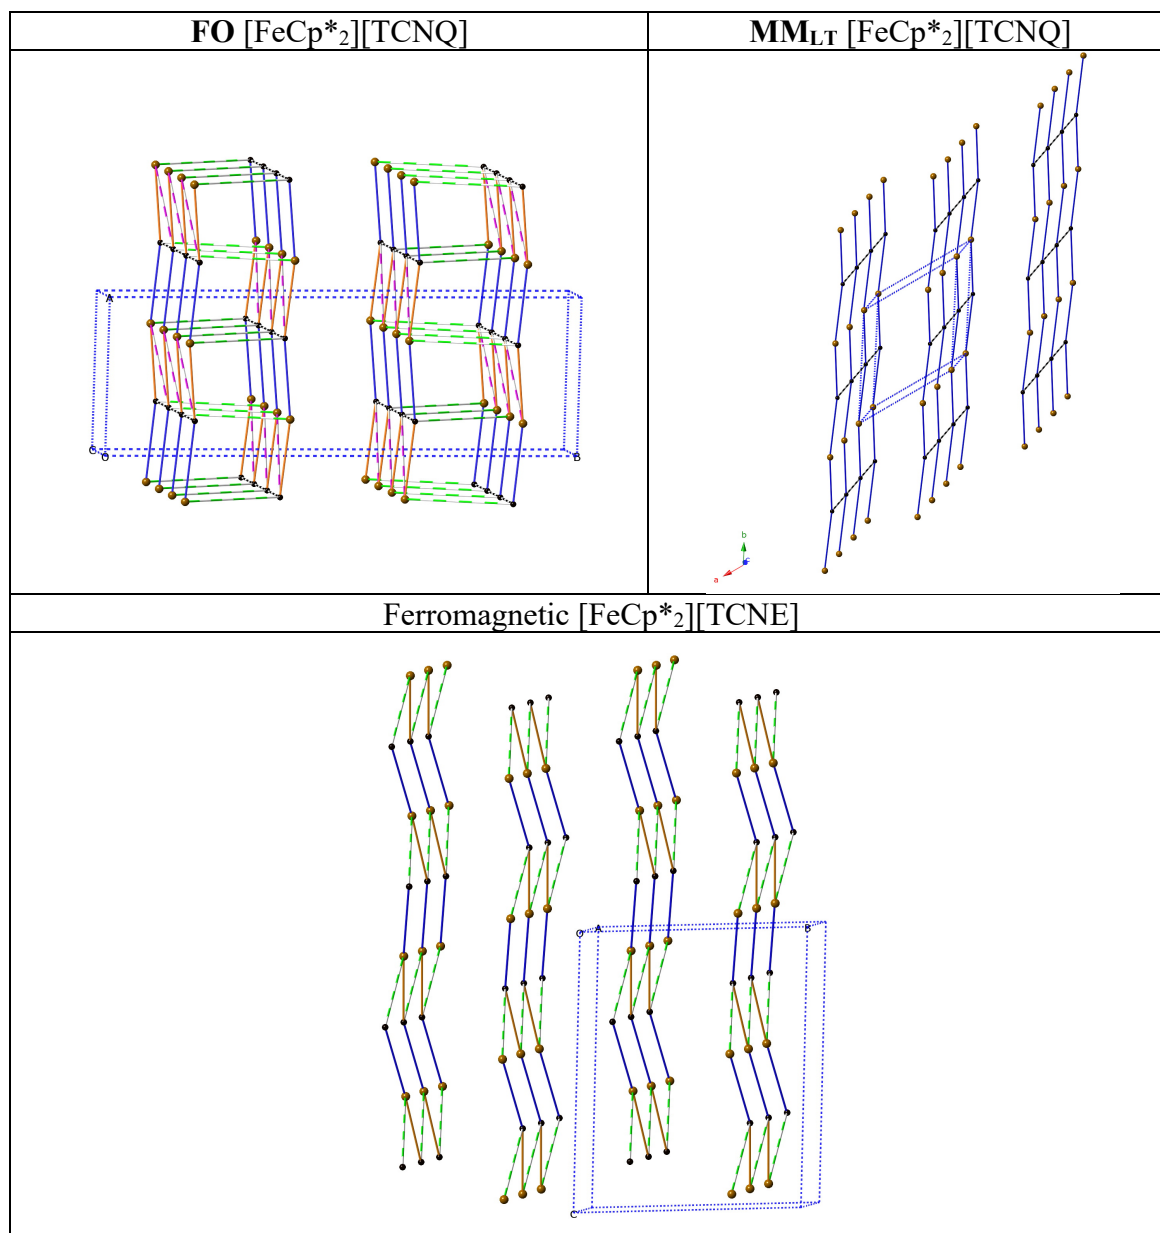 FO [FeCp*2][TCNQ]
MMLT [FeCp*2][TCNQ]
A
C
O
B
b
a
c
Ferromagnetic [FeCp*2][TCNE]
O
A
B
C